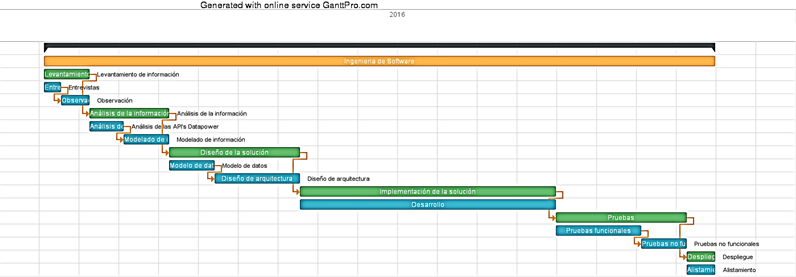 Generated with online service GanttPro.com
2016
Ingenieria de Software
Levantamiento Levantamiento de información
Entre Entrevistas
Observa Observación
Análisis de la información Análisis de la información
Análisis de Análisis de las API's Datapower
Modelado de i Modelado de información
Diseño de la solución
Modelo de da Modelo de datos
Diseño de arquitectura Diseño de arquitectura
Implementación de la solución
Desarrollo
Pruebas
Pruebas funcionales
Pruebas no fu Pruebas no funcionales
Desplieg Despliegue
Alistamie Alistamiento